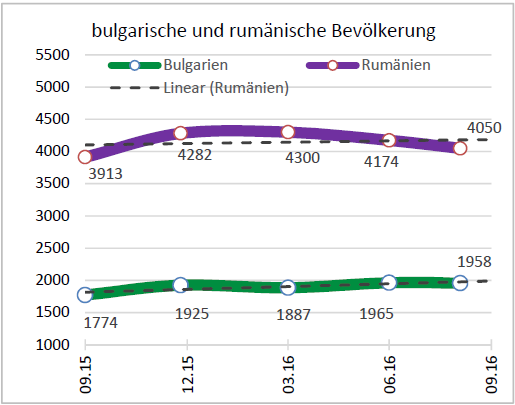 bulgarische und rumänische Bevölkerung
5500
Bulgarien Rumänien
5000
Linear (Rumänien)
4500
4050
4000
3913 4282 4300 4174
3500
3000
2500
1958
2000
1500
1774 1925 1887 1965
1000
09.15 12.15 03.16 06.16 09.16